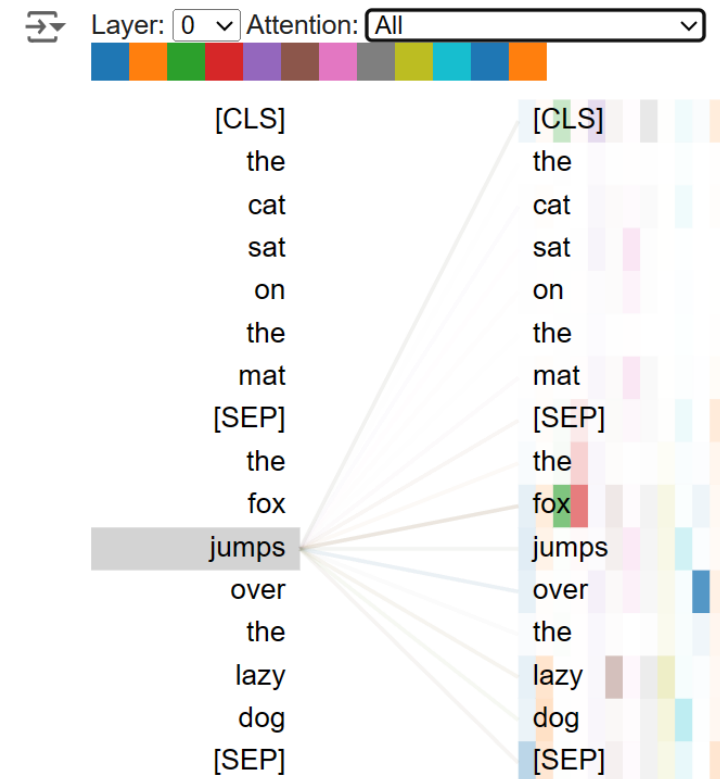 Layer: 0 Attention: All
[CLS] [CLS]
the the
cat cat
sat sat
on on
the the
mat mat
[SEP] [SEP]
the the
fox fox
jumps jumps
over over
the the
lazy lazy
dog dog
[SEP] [SEP]